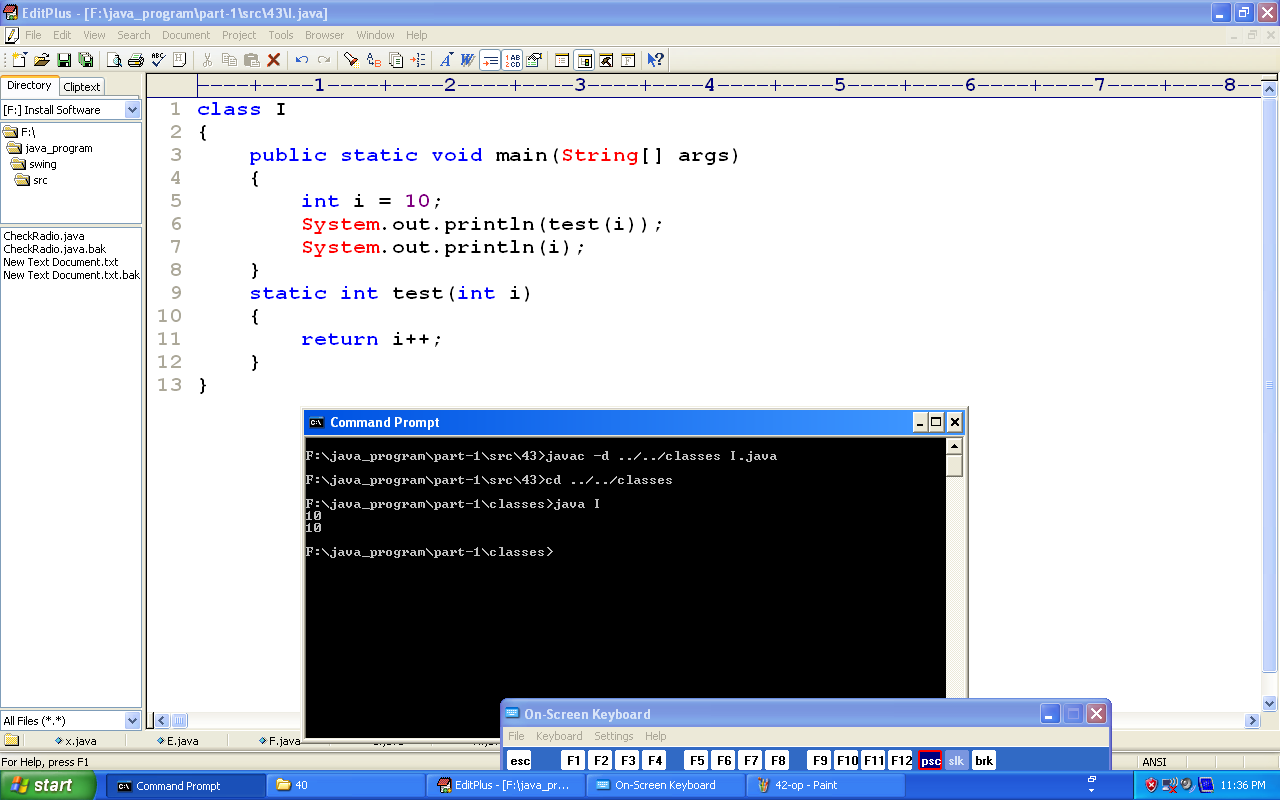 EditPlus - [F:\java_program\part-1\src\43\I.java]
File Edit View Search Document Project Tools Browser Window Help
Directory Cliptext
[F:] Install Software
F:\
java_program
swing
src
CheckRadio.java
CheckRadio.java.bak
New Text Document.txt
New Text Document.txt.bak
All Files (*.*)
----+----1----+----2----+----3----+----4----+----5----+----6----+----7----+----8--
1 class I
2 {
3 public static void main(String[] args)
4 {
5 int i = 10;
6 System.out.println(test(i));
7 System.out.println(i);
8 }
9 static int test(int i)
10 {
11 return i++;
12 }
13 }
Command Prompt
F:\java_program\part-1\src\43>javac -d ../../classes I.java
F:\java_program\part-1\src\43>cd ../../classes
F:\java_program\part-1\classes>java I
10
10
F:\java_program\part-1\classes>
On-Screen Keyboard
File Keyboard Settings Help
esc F1 F2 F3 F4 F5 F6 F7 F8 F9 F10 F11 F12 psc slk brk
x.java E.java F.java
For Help, press F1
ANSI
start Command Prompt 40 EditPlus - [F:\java_pr... On-Screen Keyboard 42-op - Paint 11:36 PM